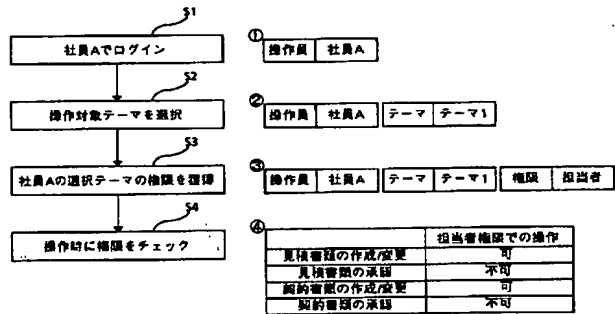 S1
社員Aでログイン
① 操作員 社員A
S2
操作対象テーマを選択
② 操作員 社員A テーマ テーマ1
S3
社員Aの選択テーマの権限を獲得
③ 操作員 社員A テーマ テーマ1 権限 担当者
S4
操作時に権限をチェック
④ 担当者権限での操作
見積書類の作成/変更 可
見積書類の承認 不可
契約書類の作成/変更 可
契約書類の承認 不可